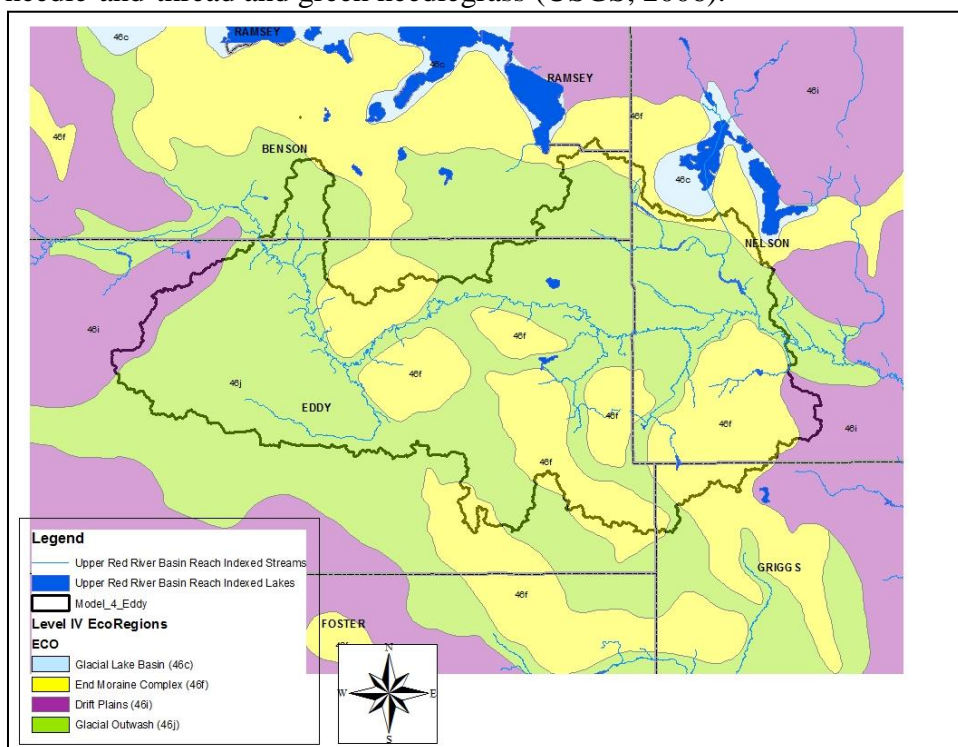 needle-and-thread and green needlegrass (USGS, 2006).
RAMSEY
46c
46c
RAMSEY
46i
46f
46f
BENSON
46c
NELSON
46i
46f
46f
46j
46f
EDDY
46f
46f
46i
46f
GRIGGS
46f
FOSTER
Legend
Upper Red River Basin Reach Indexed Streams
Upper Red River Basin Reach Indexed Lakes
Model_4_Eddy
Level IV EcoRegions
ECO
Glacial Lake Basin (46c)
End Moraine Complex (46f)
Drift Plains (46i)
Glacial Outwash (46j)
N
W
E
S